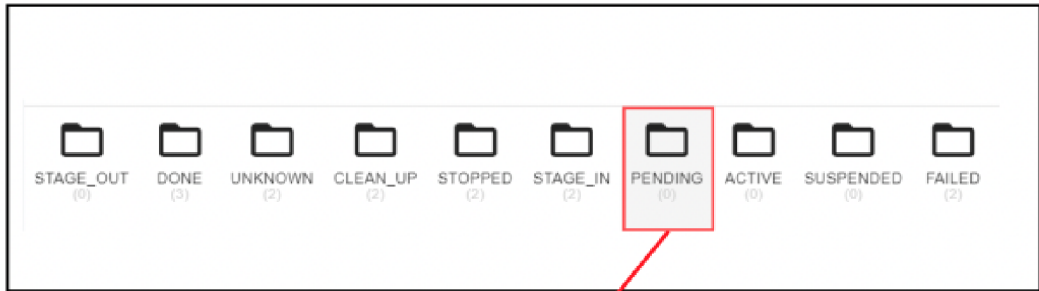 STAGE_OUT DONE UNKNOWN CLEAN_UP STOPPED STAGE_IN PENDING ACTIVE SUSPENDED FAILED
(0) (3) (2) (2) (2) (2) (0) (0) (0) (2)